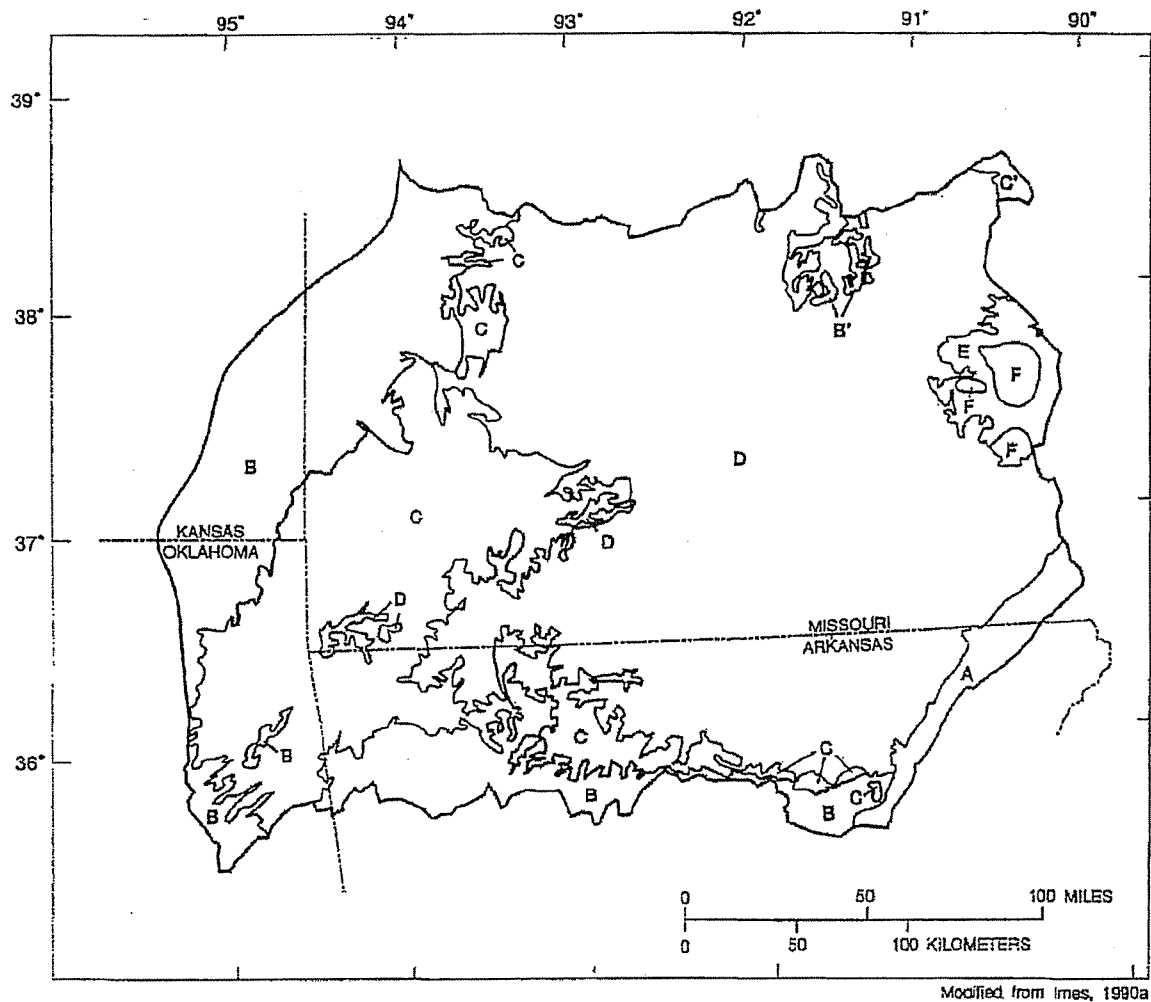 95° 94° 93° 92° 91° 90°
39°
C'
C
38°
C
B'
E
F
F
F
B
D
C
KANSAS
37°
OKLAHOMA
D
D
MISSOURI
ARKANSAS
A
C
C
36°
B
B
C
B
B
0 50 100 MILES
0 50 100 KILOMETERS
Modified from Imes, 1990a